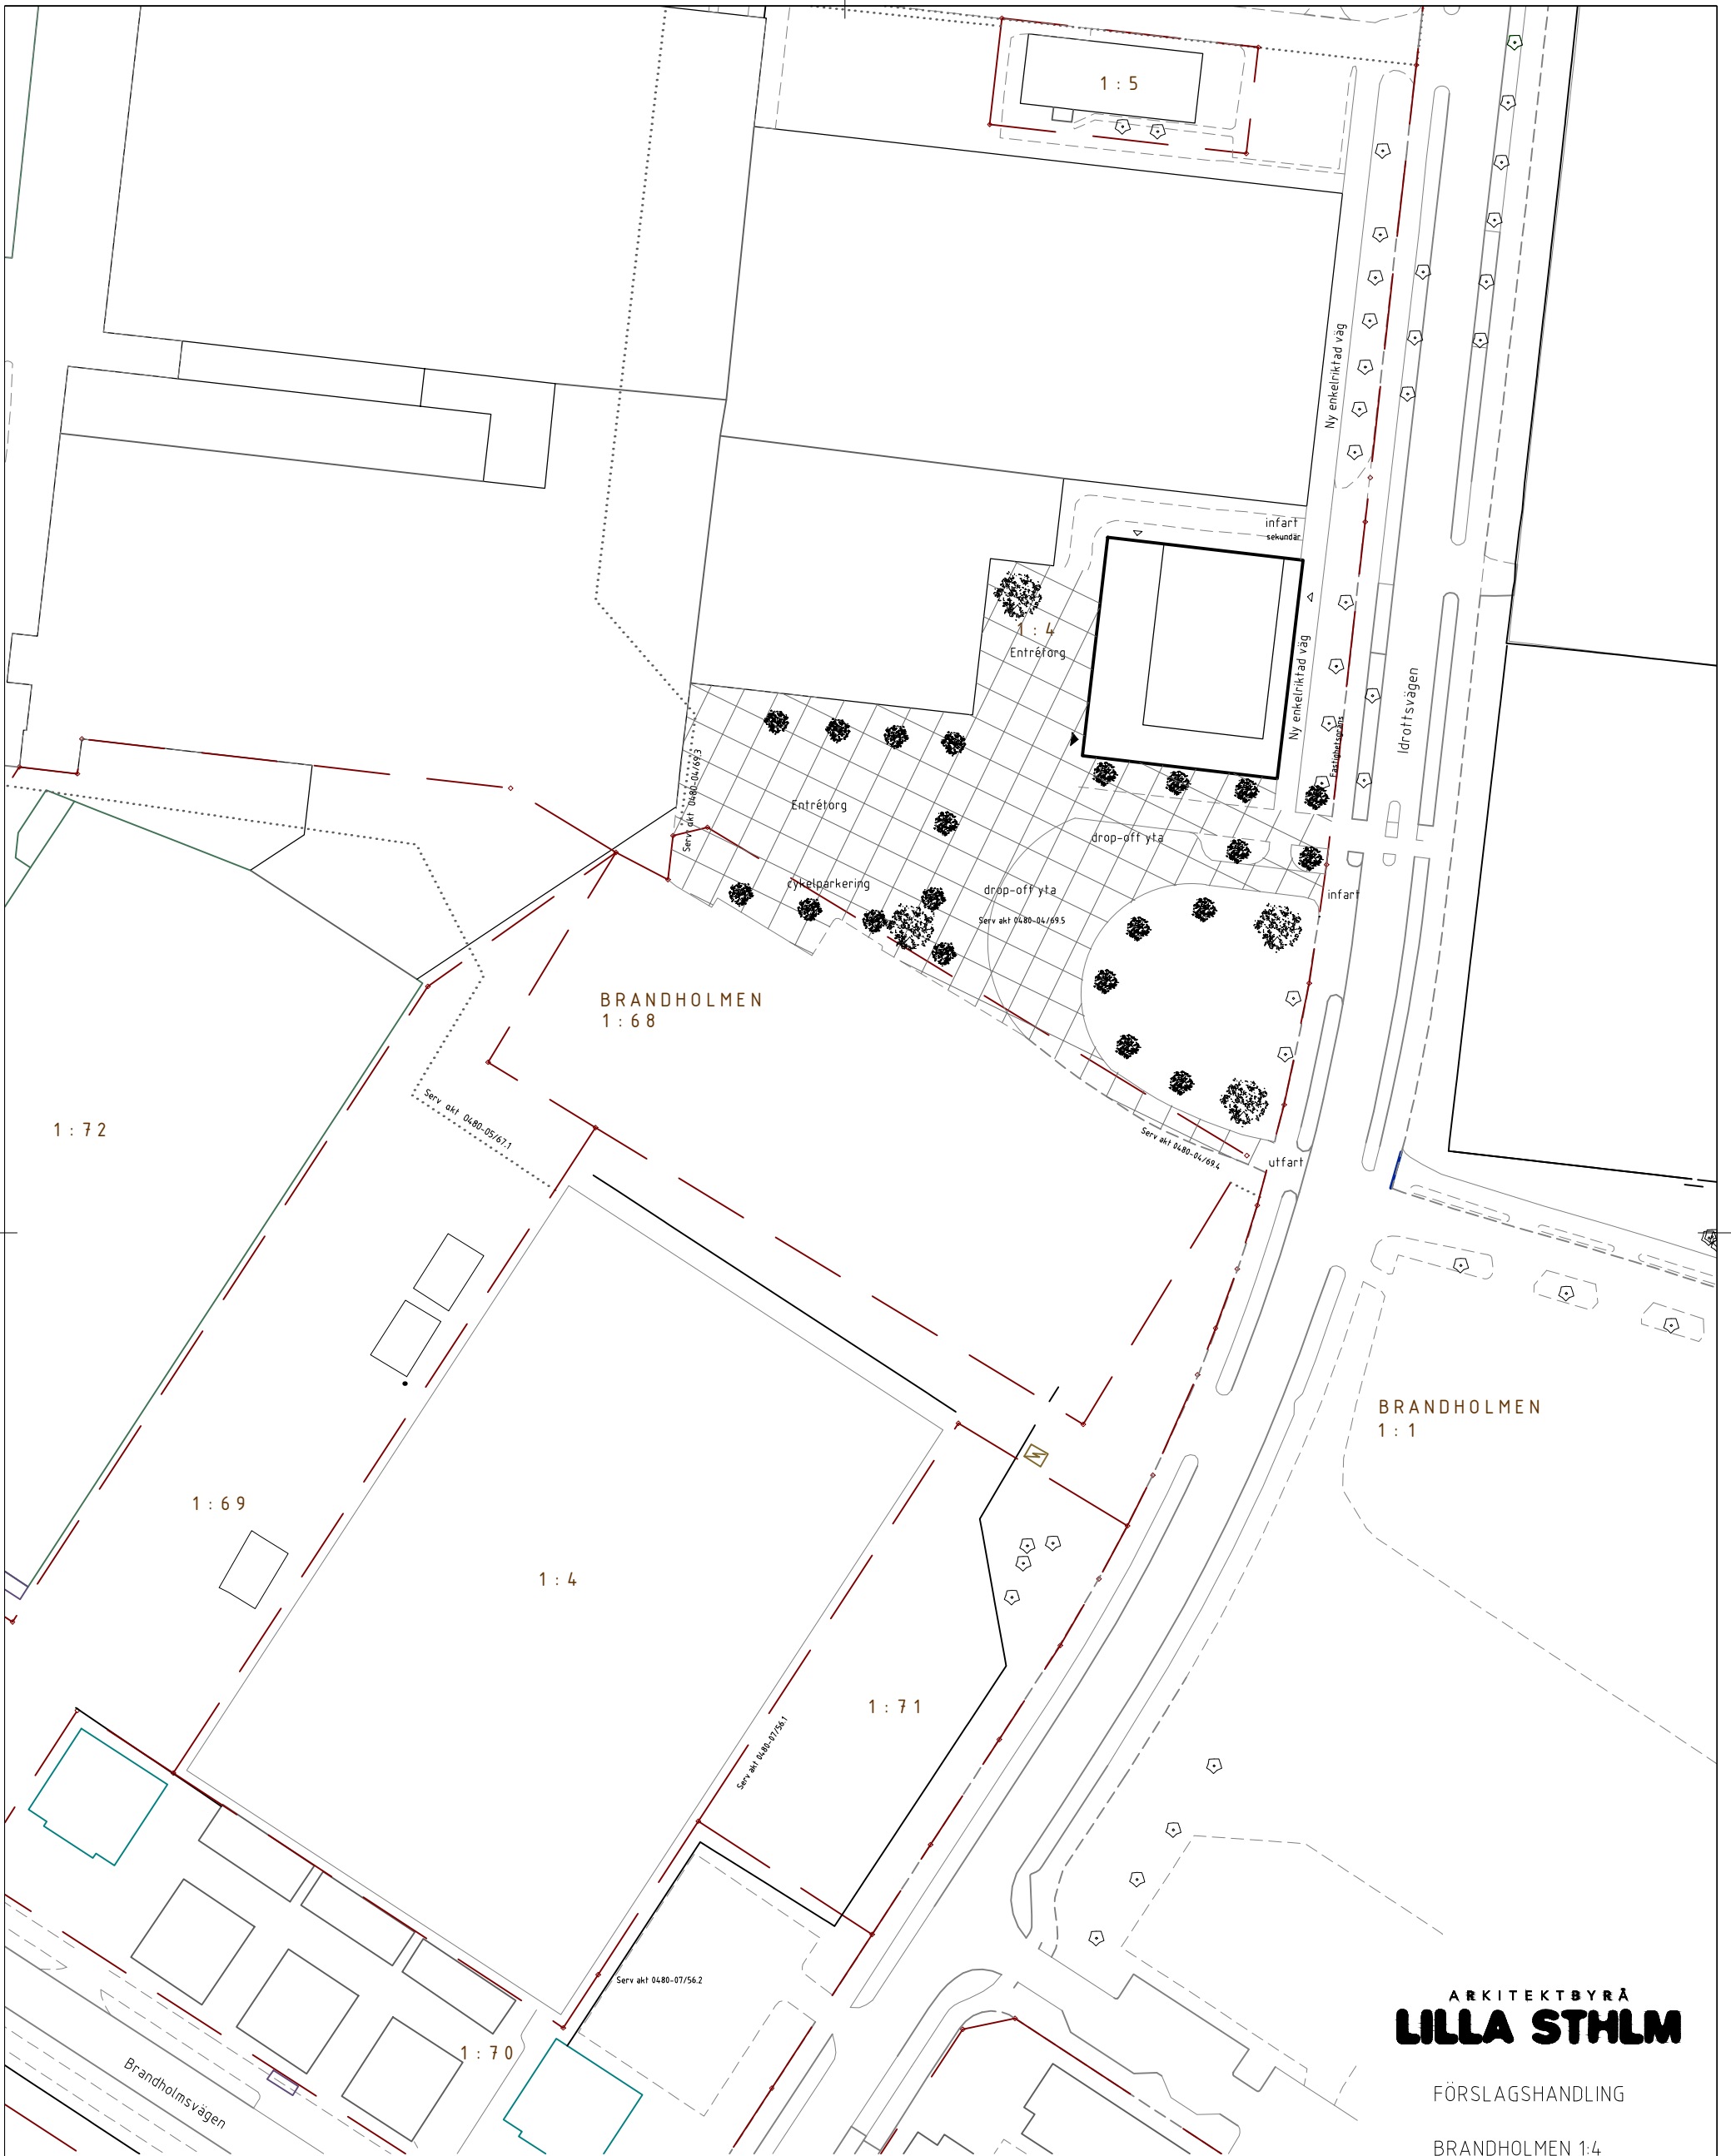 1:5
Ny enkelriktad väg
infart
sekundär
1:4
Entrétorg
Ny enkelriktad väg
Idrottsvägen
Fastighetsgräns
Serv akt 0480-04/69.3
Entrétorg
drop-off yta
cykelparkering
drop-off yta
infart
Serv akt 0480-04/69.5
BRANDHOLMEN
1:68
Serv akt 0480-05/67.1
1:72
Serv akt 0480-04/69.4
utfart
BRANDHOLMEN
1:1
1:69
1:4
1:71
Serv akt 0480-07/56.1
Serv akt 0480-07/56.2
1:70
Brandholmsvägen
ARKITEKTBYRÅ
LILLA STHLM
FÖRSLAGSHANDLING
BRANDHOLMEN 1:4